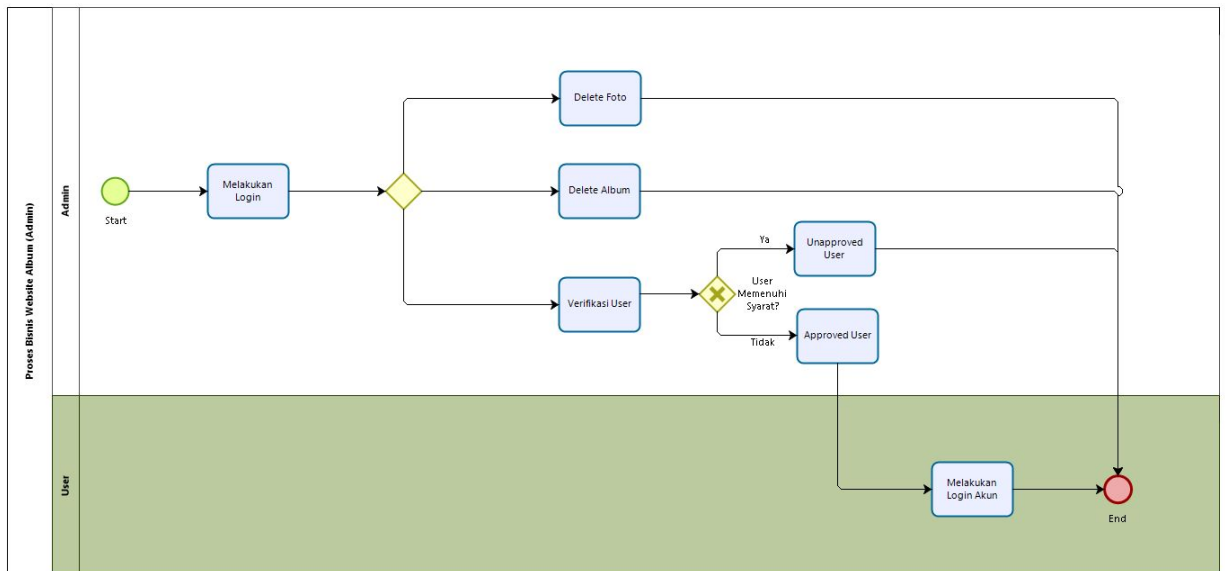 Proses Bisnis Website Album (Admin)
Admin
Start
Melakukan
Login
Delete Foto
Delete Album
Verifikasi User
User
Memenuhi
Syarat?
Ya
Unapproved
User
Tidak
Approved User
User
Melakukan
Login Akun
End